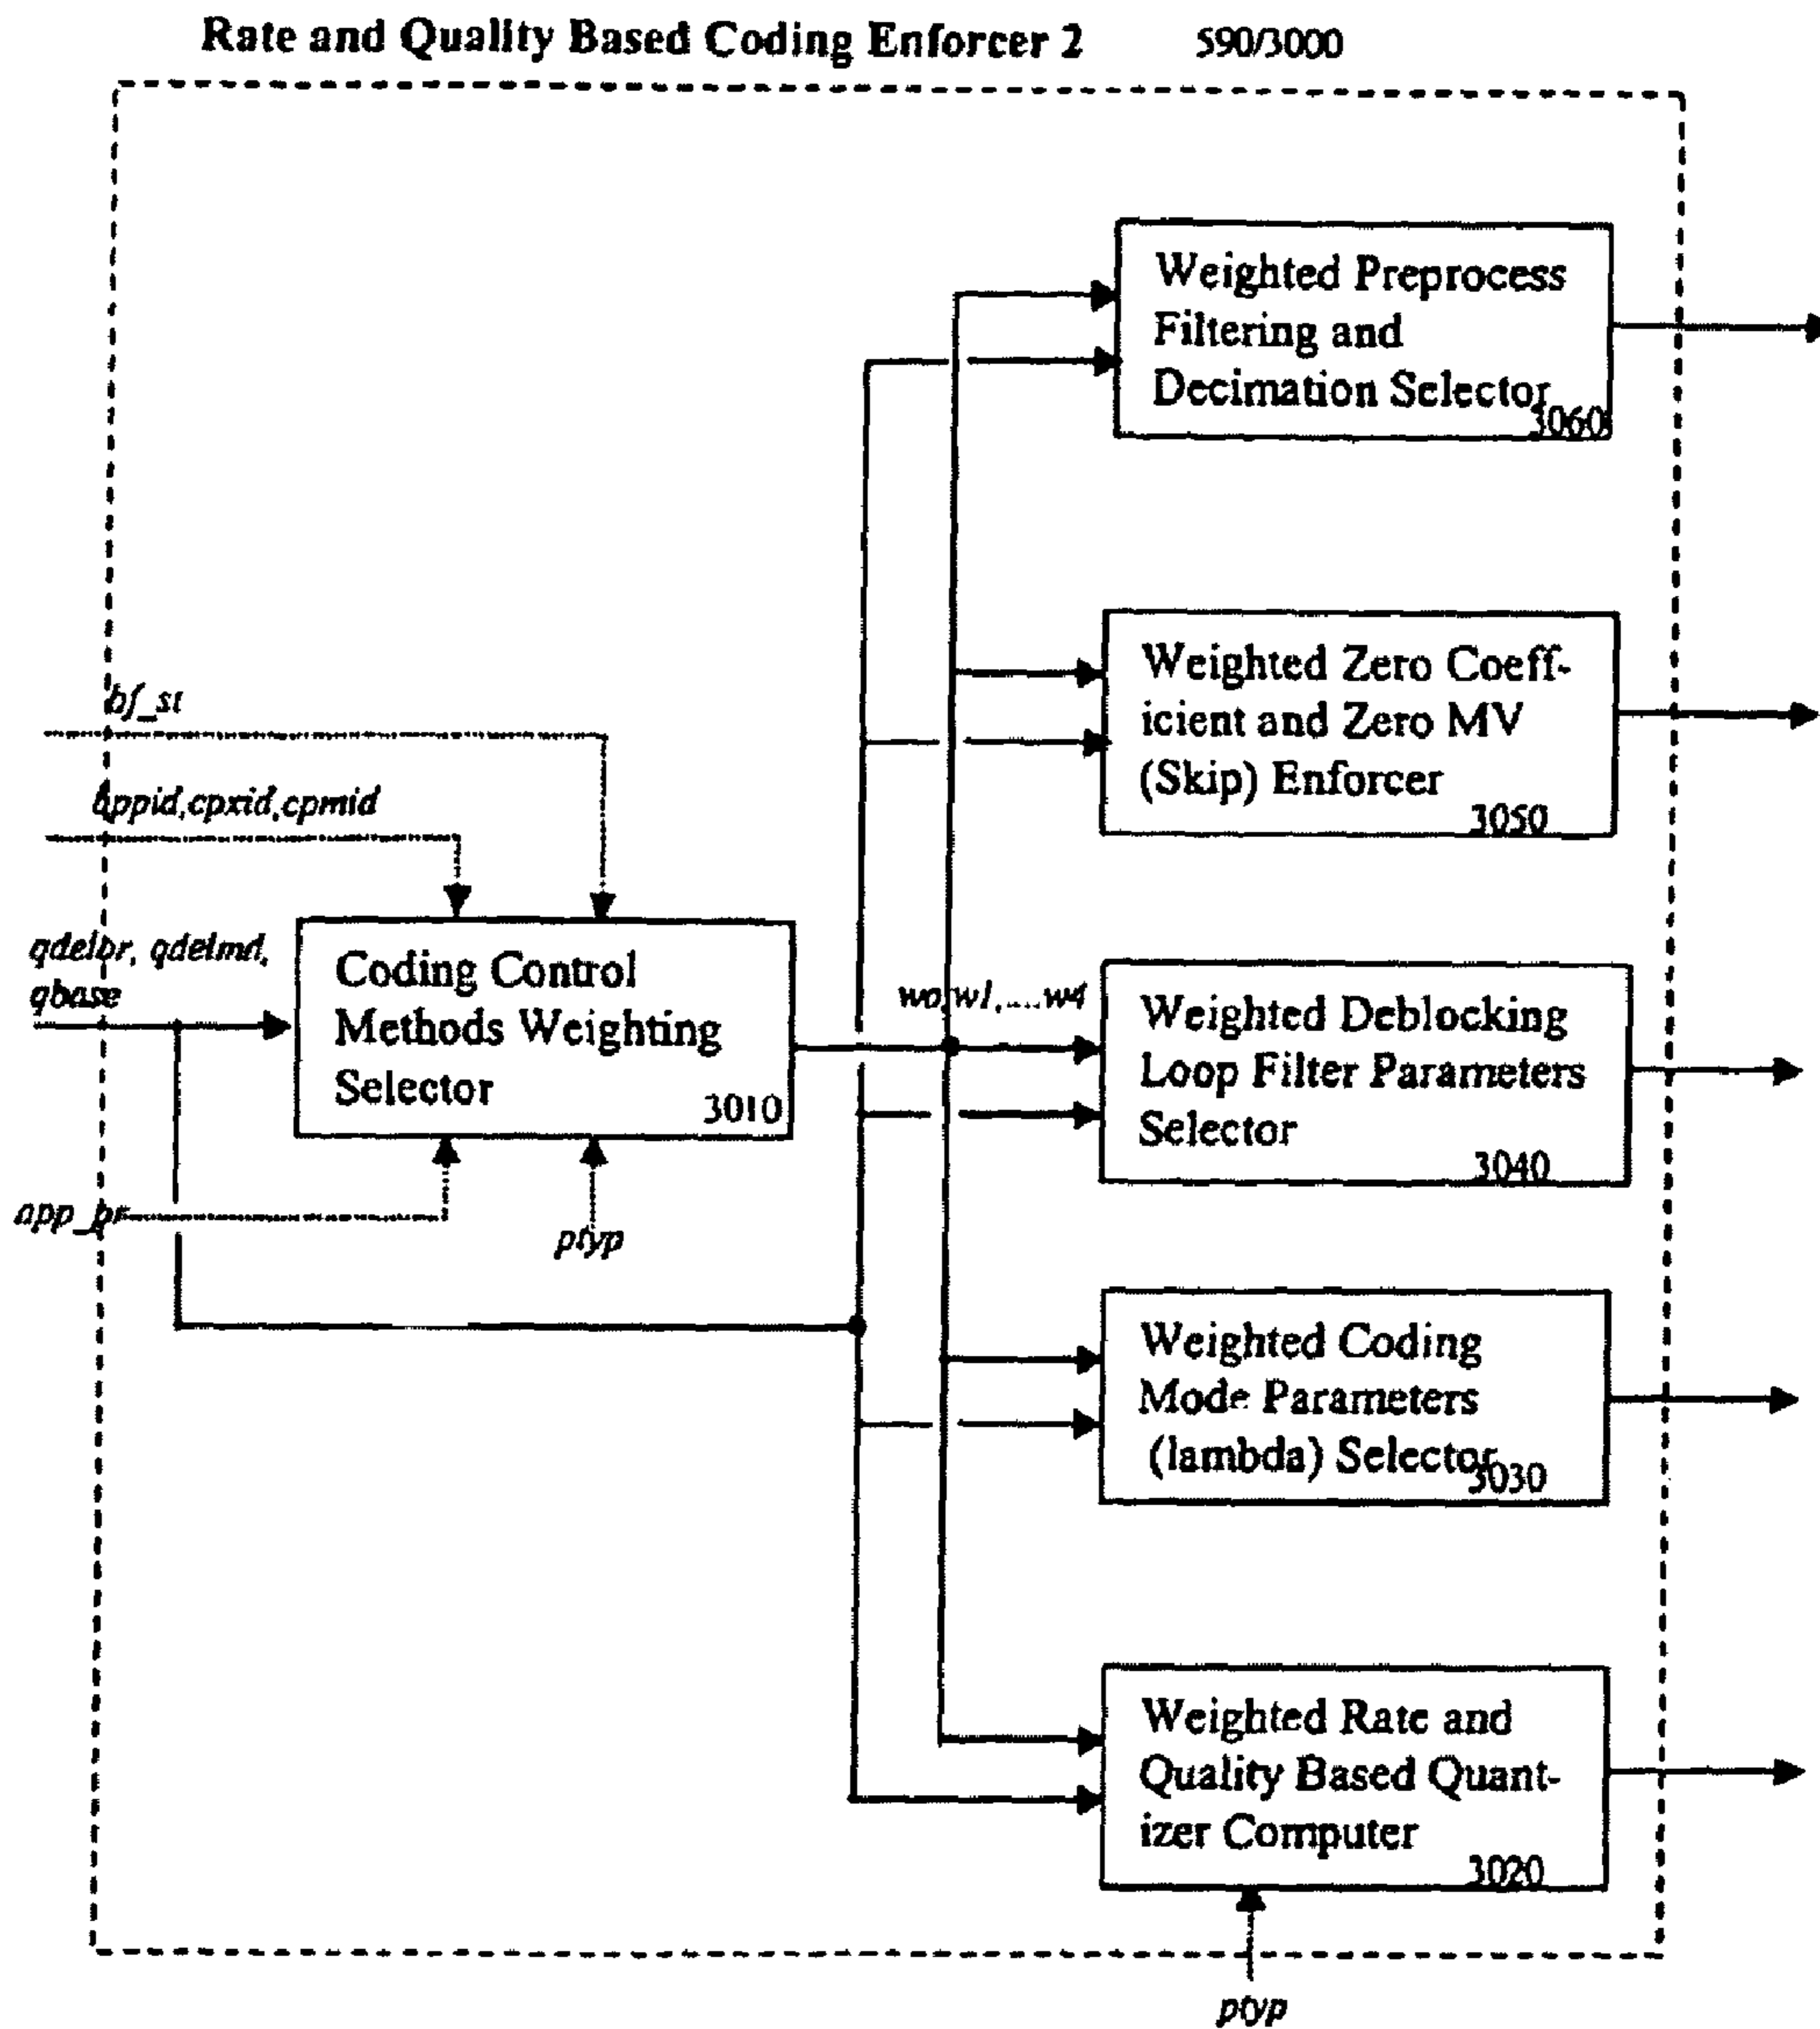 Rate and Quality Based Coding Enforcer 2 590/3000
Weighted Preprocess
Filtering and
Decimation Selector
3060
Weighted Zero Coeff-
icient and Zero MV
(Skip) Enforcer
3050
bf_st
appid,cpxid,cpmid
qdelbr, qdelmd,
qbase
Coding Control
Methods Weighting
Selector
3010
wo,w1,....w4
Weighted Deblocking
Loop Filter Parameters
Selector
3040
app_pr
ptyp
Weighted Coding
Mode Parameters
(lambda) Selector
3030
Weighted Rate and
Quality Based Quant-
izer Computer
3020
ptyp